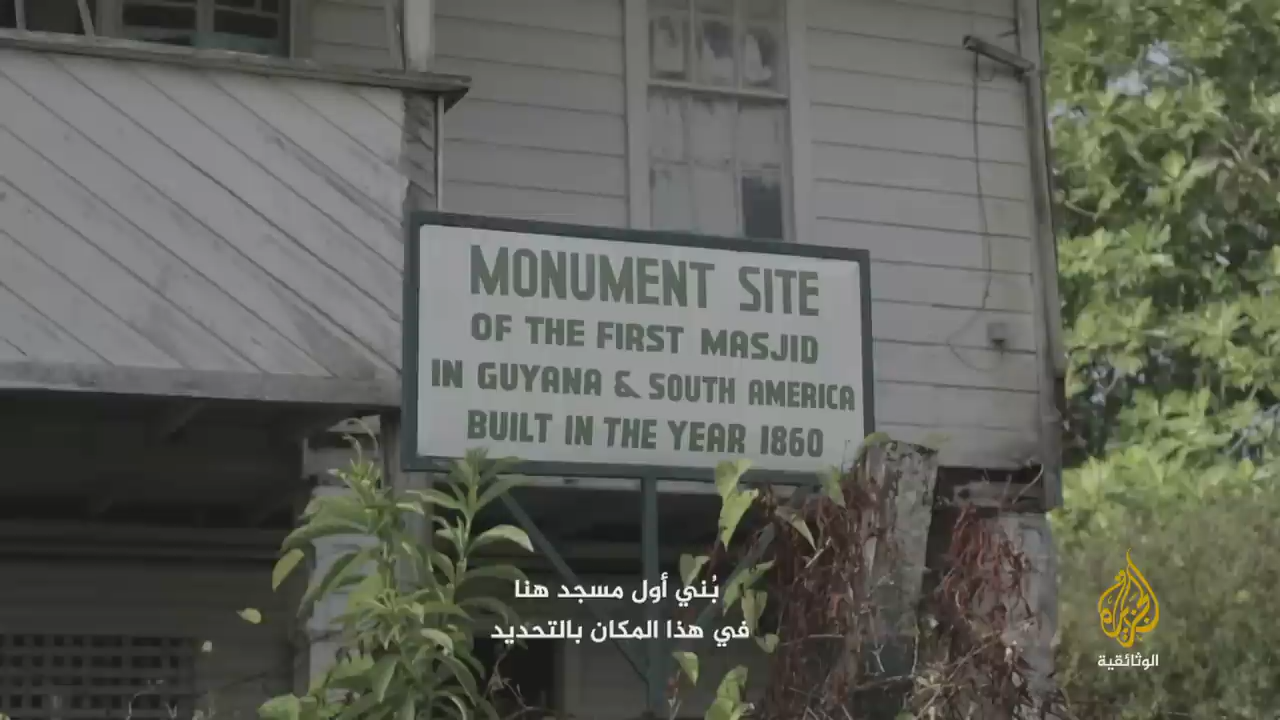 MONUMENT SITE
OF THE FIRST MASJID
IN GUYANA & SOUTH AMERICA
BUILT IN THE YEAR 1860
بُني أول مسجد هنا
في هذا المكان بالتحديد
الجزيرة
الوثائقية